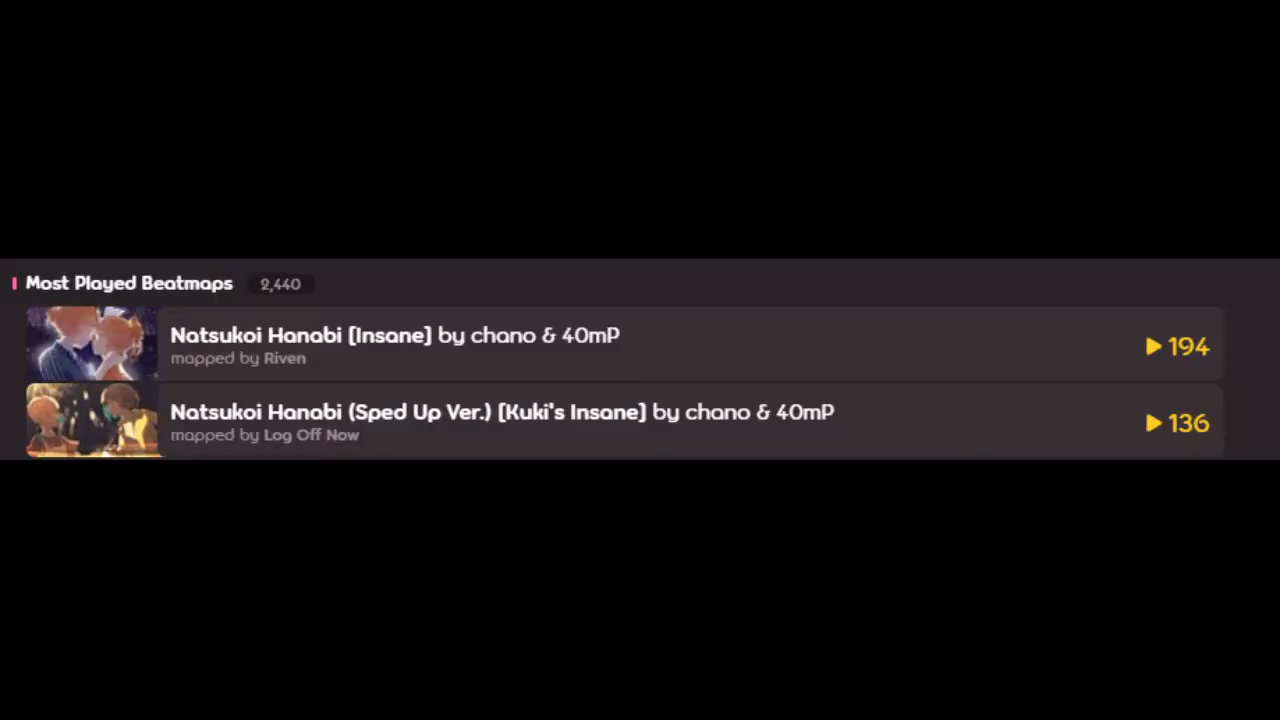 Most Played Beatmaps 2,440
Natsukoi Hanabi [Insane] by chano & 40mP
mapped by Riven
194
Natsukoi Hanabi (Sped Up Ver.) [Kuki's Insane] by chano & 40mP
mapped by Log Off Now
136